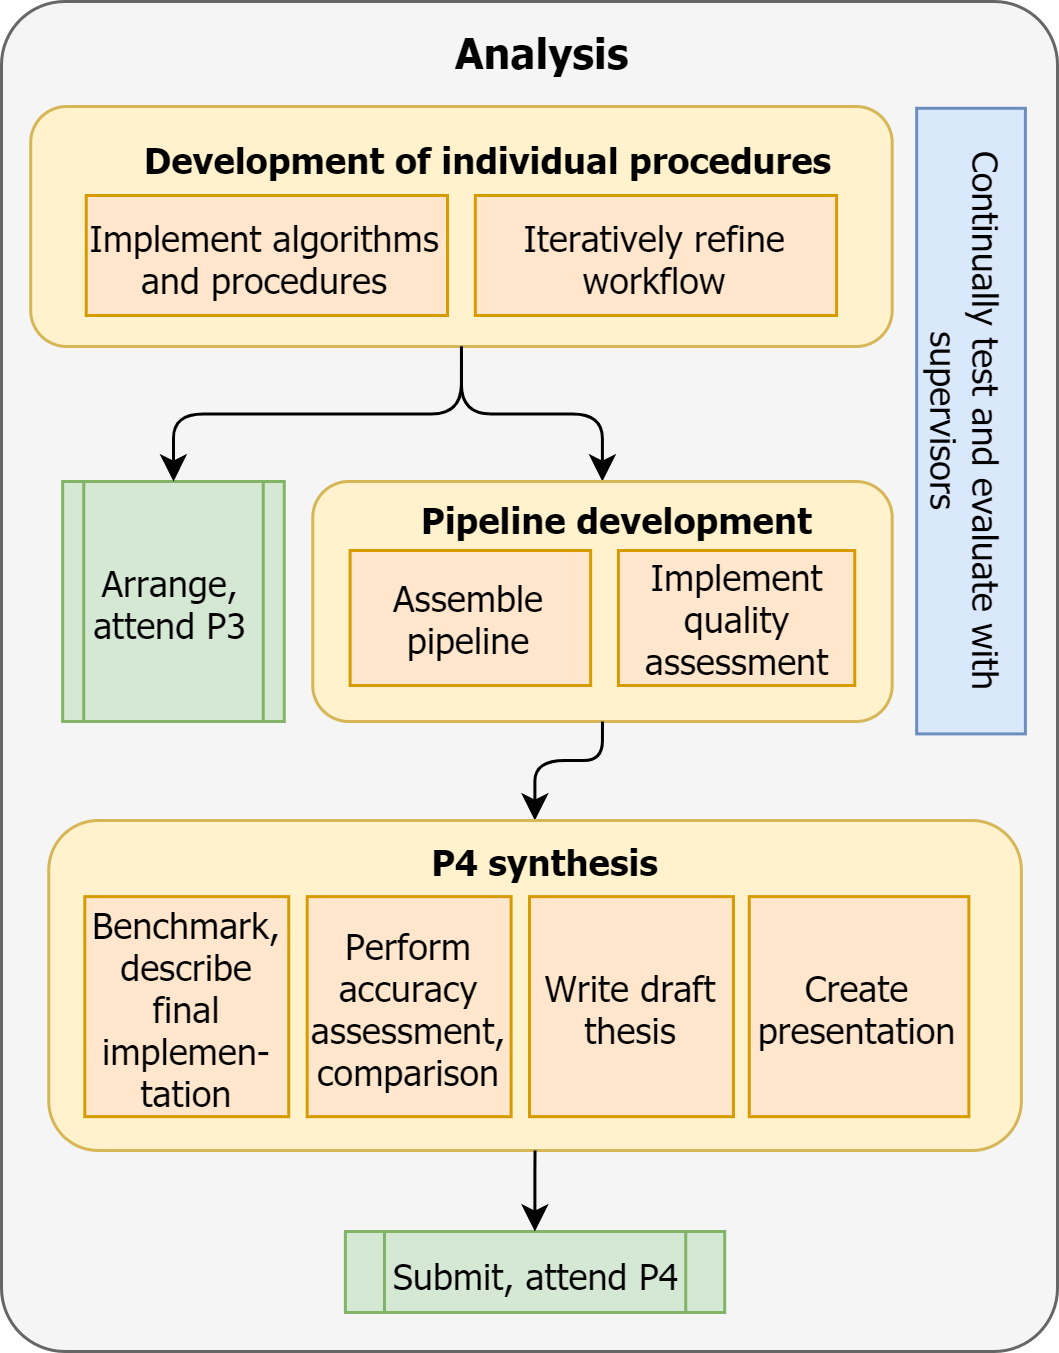 Analysis
Development of individual procedures
Implement algorithms
and procedures
Iteratively refine
workflow
Continually test and evaluate with
supervisors
Arrange,
attend P3
Pipeline development
Assemble
pipeline
Implement
quality
assessment
P4 synthesis
Benchmark,
describe
final
implemen-
tation
Perform
accuracy
assessment,
comparison
Write draft
thesis
Create
presentation
Submit, attend P4